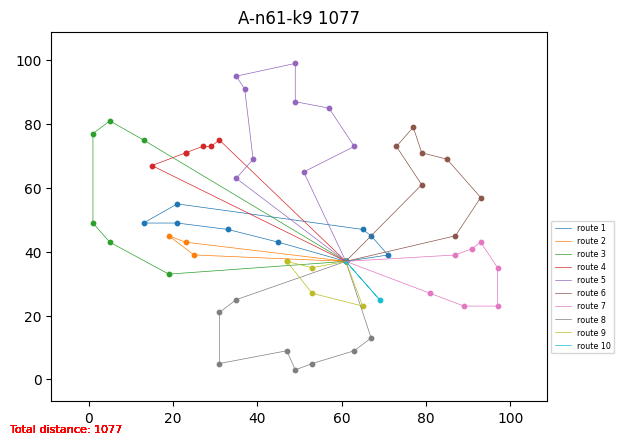 A-n61-k9 1077
100
80
60
40
20
0
0 20 40 60 80 100
route 1
route 2
route 3
route 4
route 5
route 6
route 7
route 8
route 9
route 10
Total distance: 1077